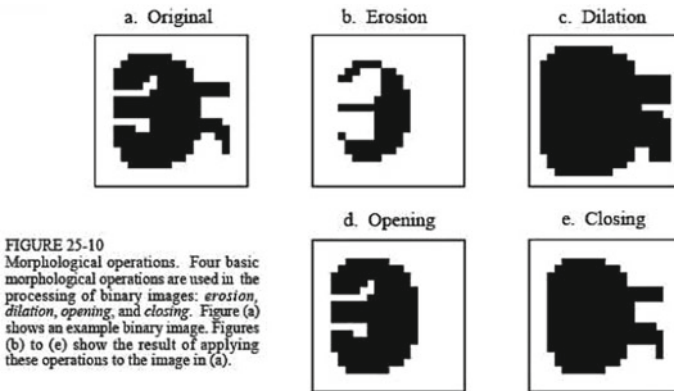 a. Original
b. Erosion
c. Dilation
d. Opening
e. Closing
FIGURE 25-10
Morphological operations. Four basic
morphological operations are used in the
processing of binary images: erosion,
dilation, opening, and closing. Figure (a)
shows an example binary image. Figures
(b) to (e) show the result of applying
these operations to the image in (a).